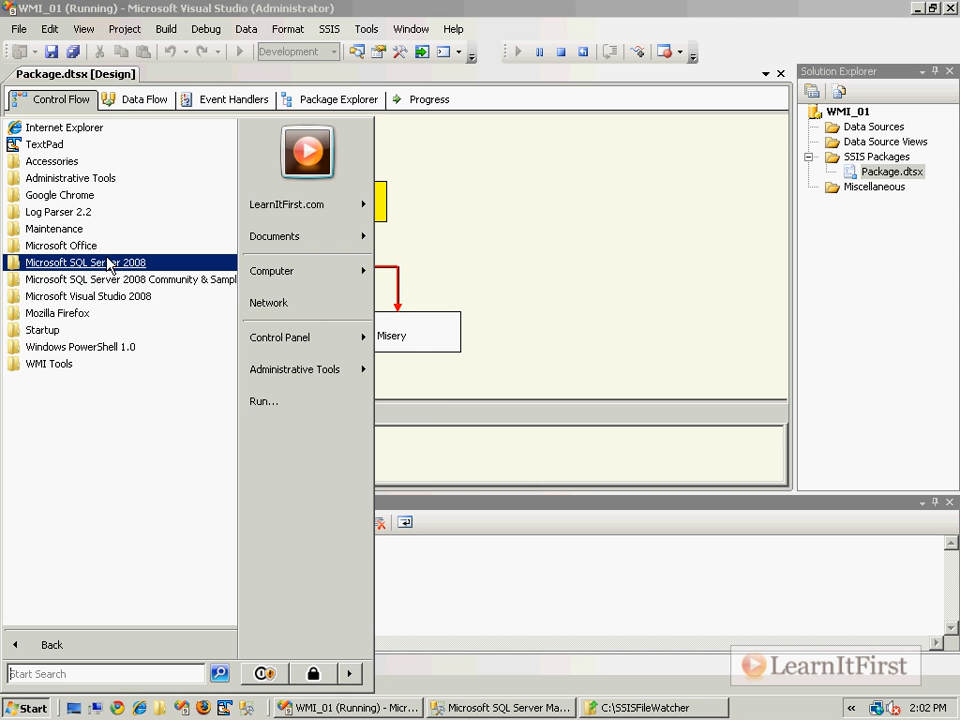 WMI_01 (Running) - Microsoft Visual Studio (Administrator)
File Edit View Project Build Debug Data Format SSIS Tools Window Help
Development
Package.dtsx [Design]
Control Flow Data Flow Event Handlers Package Explorer Progress
Solution Explorer
WMI_01
Data Sources
Data Source Views
SSIS Packages
Package.dtsx
Miscellaneous
Internet Explorer
TextPad
Accessories
Administrative Tools
Google Chrome
Log Parser 2.2
Maintenance
Microsoft Office
Microsoft SQL Server 2008
Microsoft SQL Server 2008 Community & Sampl
Microsoft Visual Studio 2008
Mozilla Firefox
Startup
Windows PowerShell 1.0
WMI Tools
Back
Start Search
LearnItFirst.com
Documents
Computer
Network
Control Panel
Administrative Tools
Run...
Misery
LearnItFirst
Start
WMI_01 (Running) - Micr...
Microsoft SQL Server Ma...
C:\SSISFileWatcher
2:02 PM